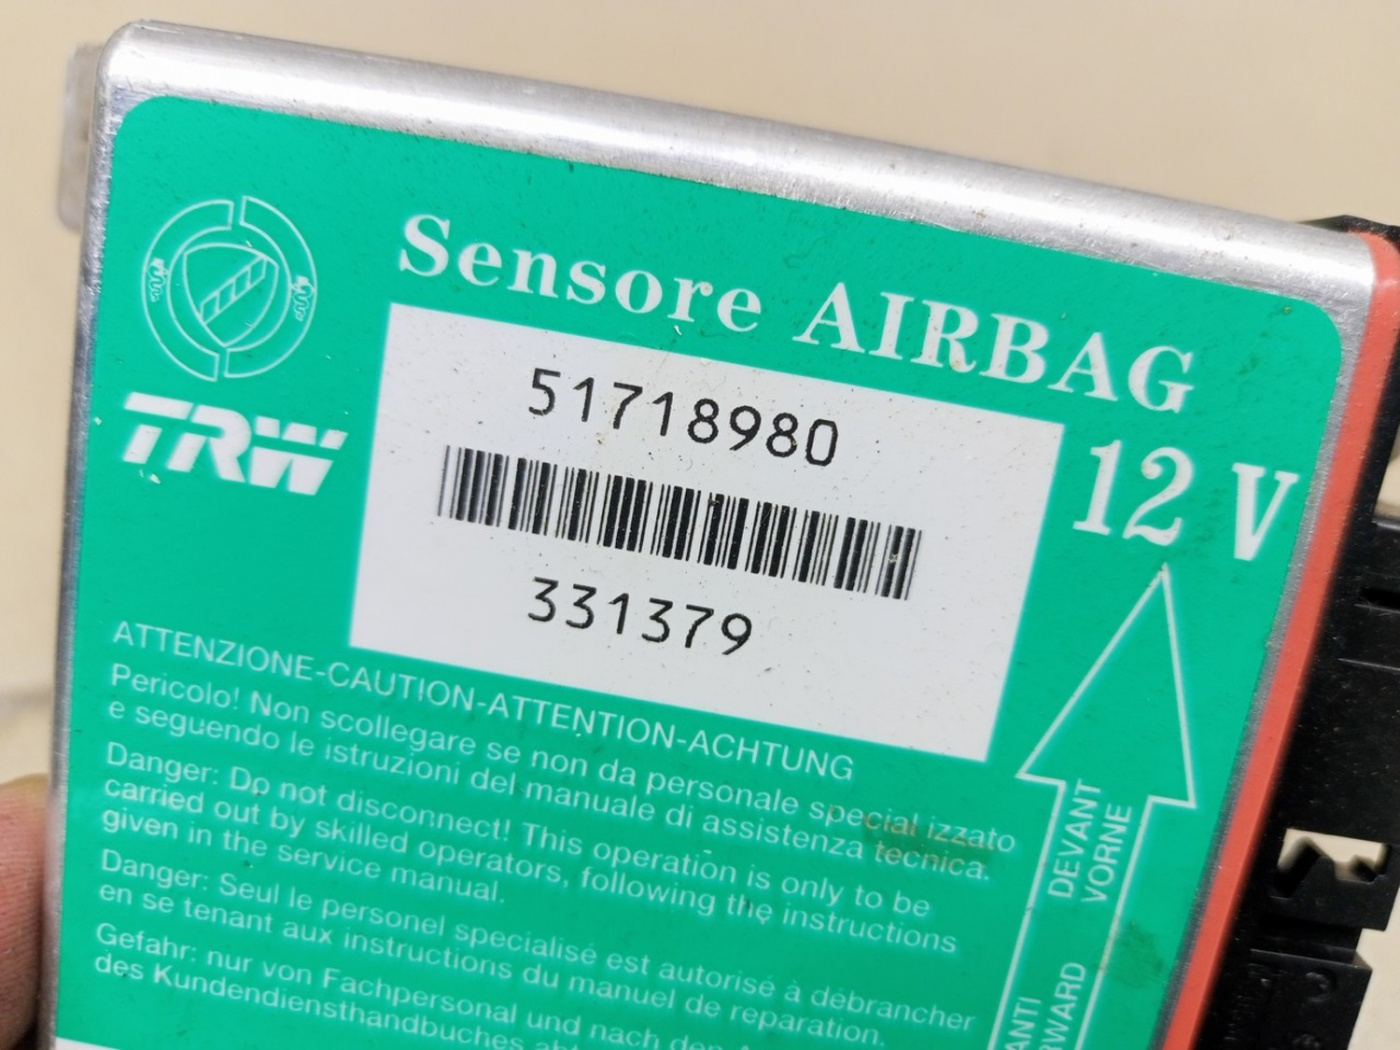 Sensore AIRBAG
TRW
51718980
12 V
331379
ATTENZIONE-CAUTION-ATTENTION-ACHTUNG
Pericolo! Non scollegare se non da personale special izzato
e seguendo le istruzioni del manuale di assistenza tecnica.
Danger: Do not disconnect! This operation is only to be
carried out by skilled operators, following the instructions
given in the service manual.
Danger: Seul le personel specialisé est autorisé à débrancher
en se tenant aux instructions du manuel de reparation.
Gefahr: nur von Fachpersonal und nach den
des Kundendiensthandbuches
DEVANT
VORNE